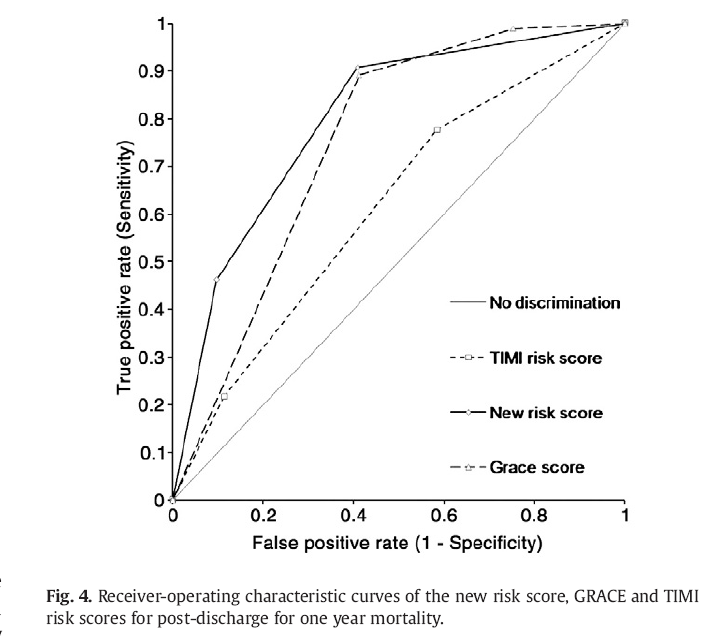 1
0.9
0.8
0.7
0.6
0.5
0.4
0.3
0.2
0.1
0
True positive rate (Sensitivity)
No discrimination
TIMI risk score
New risk score
Grace score
0 0.2 0.4 0.6 0.8 1
False positive rate (1 - Specificity)
Fig. 4. Receiver-operating characteristic curves of the new risk score, GRACE and TIMI
risk scores for post-discharge for one year mortality.